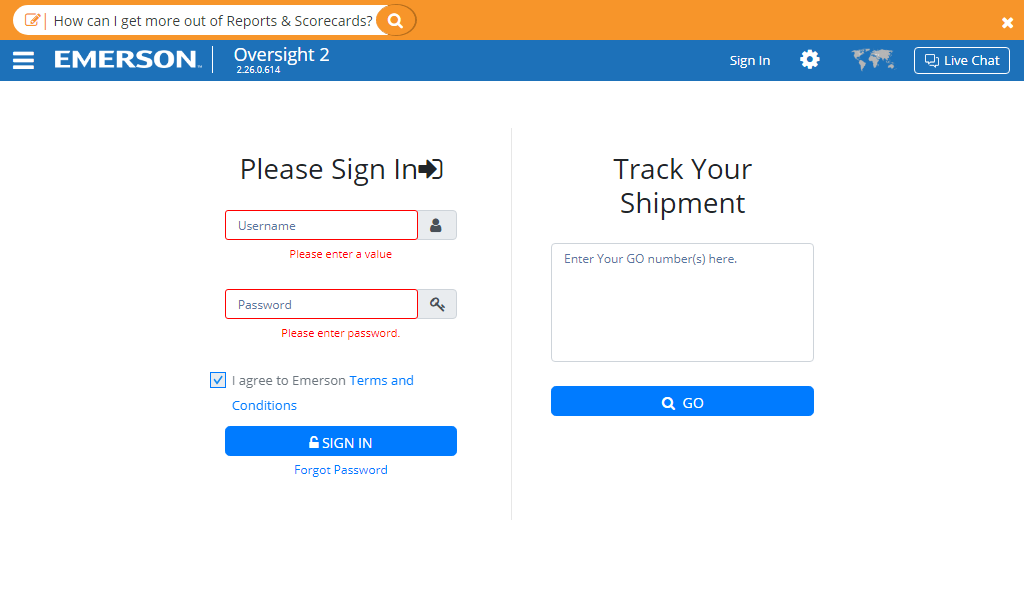 How can I get more out of Reports & Scorecards?
EMERSON
Oversight 2
2.26.0.614
Sign In
Live Chat
Please Sign In
Username
Please enter a value
Password
Please enter password.
I agree to Emerson Terms and
Conditions
SIGN IN
Forgot Password
Track Your
Shipment
Enter Your GO number(s) here.
GO